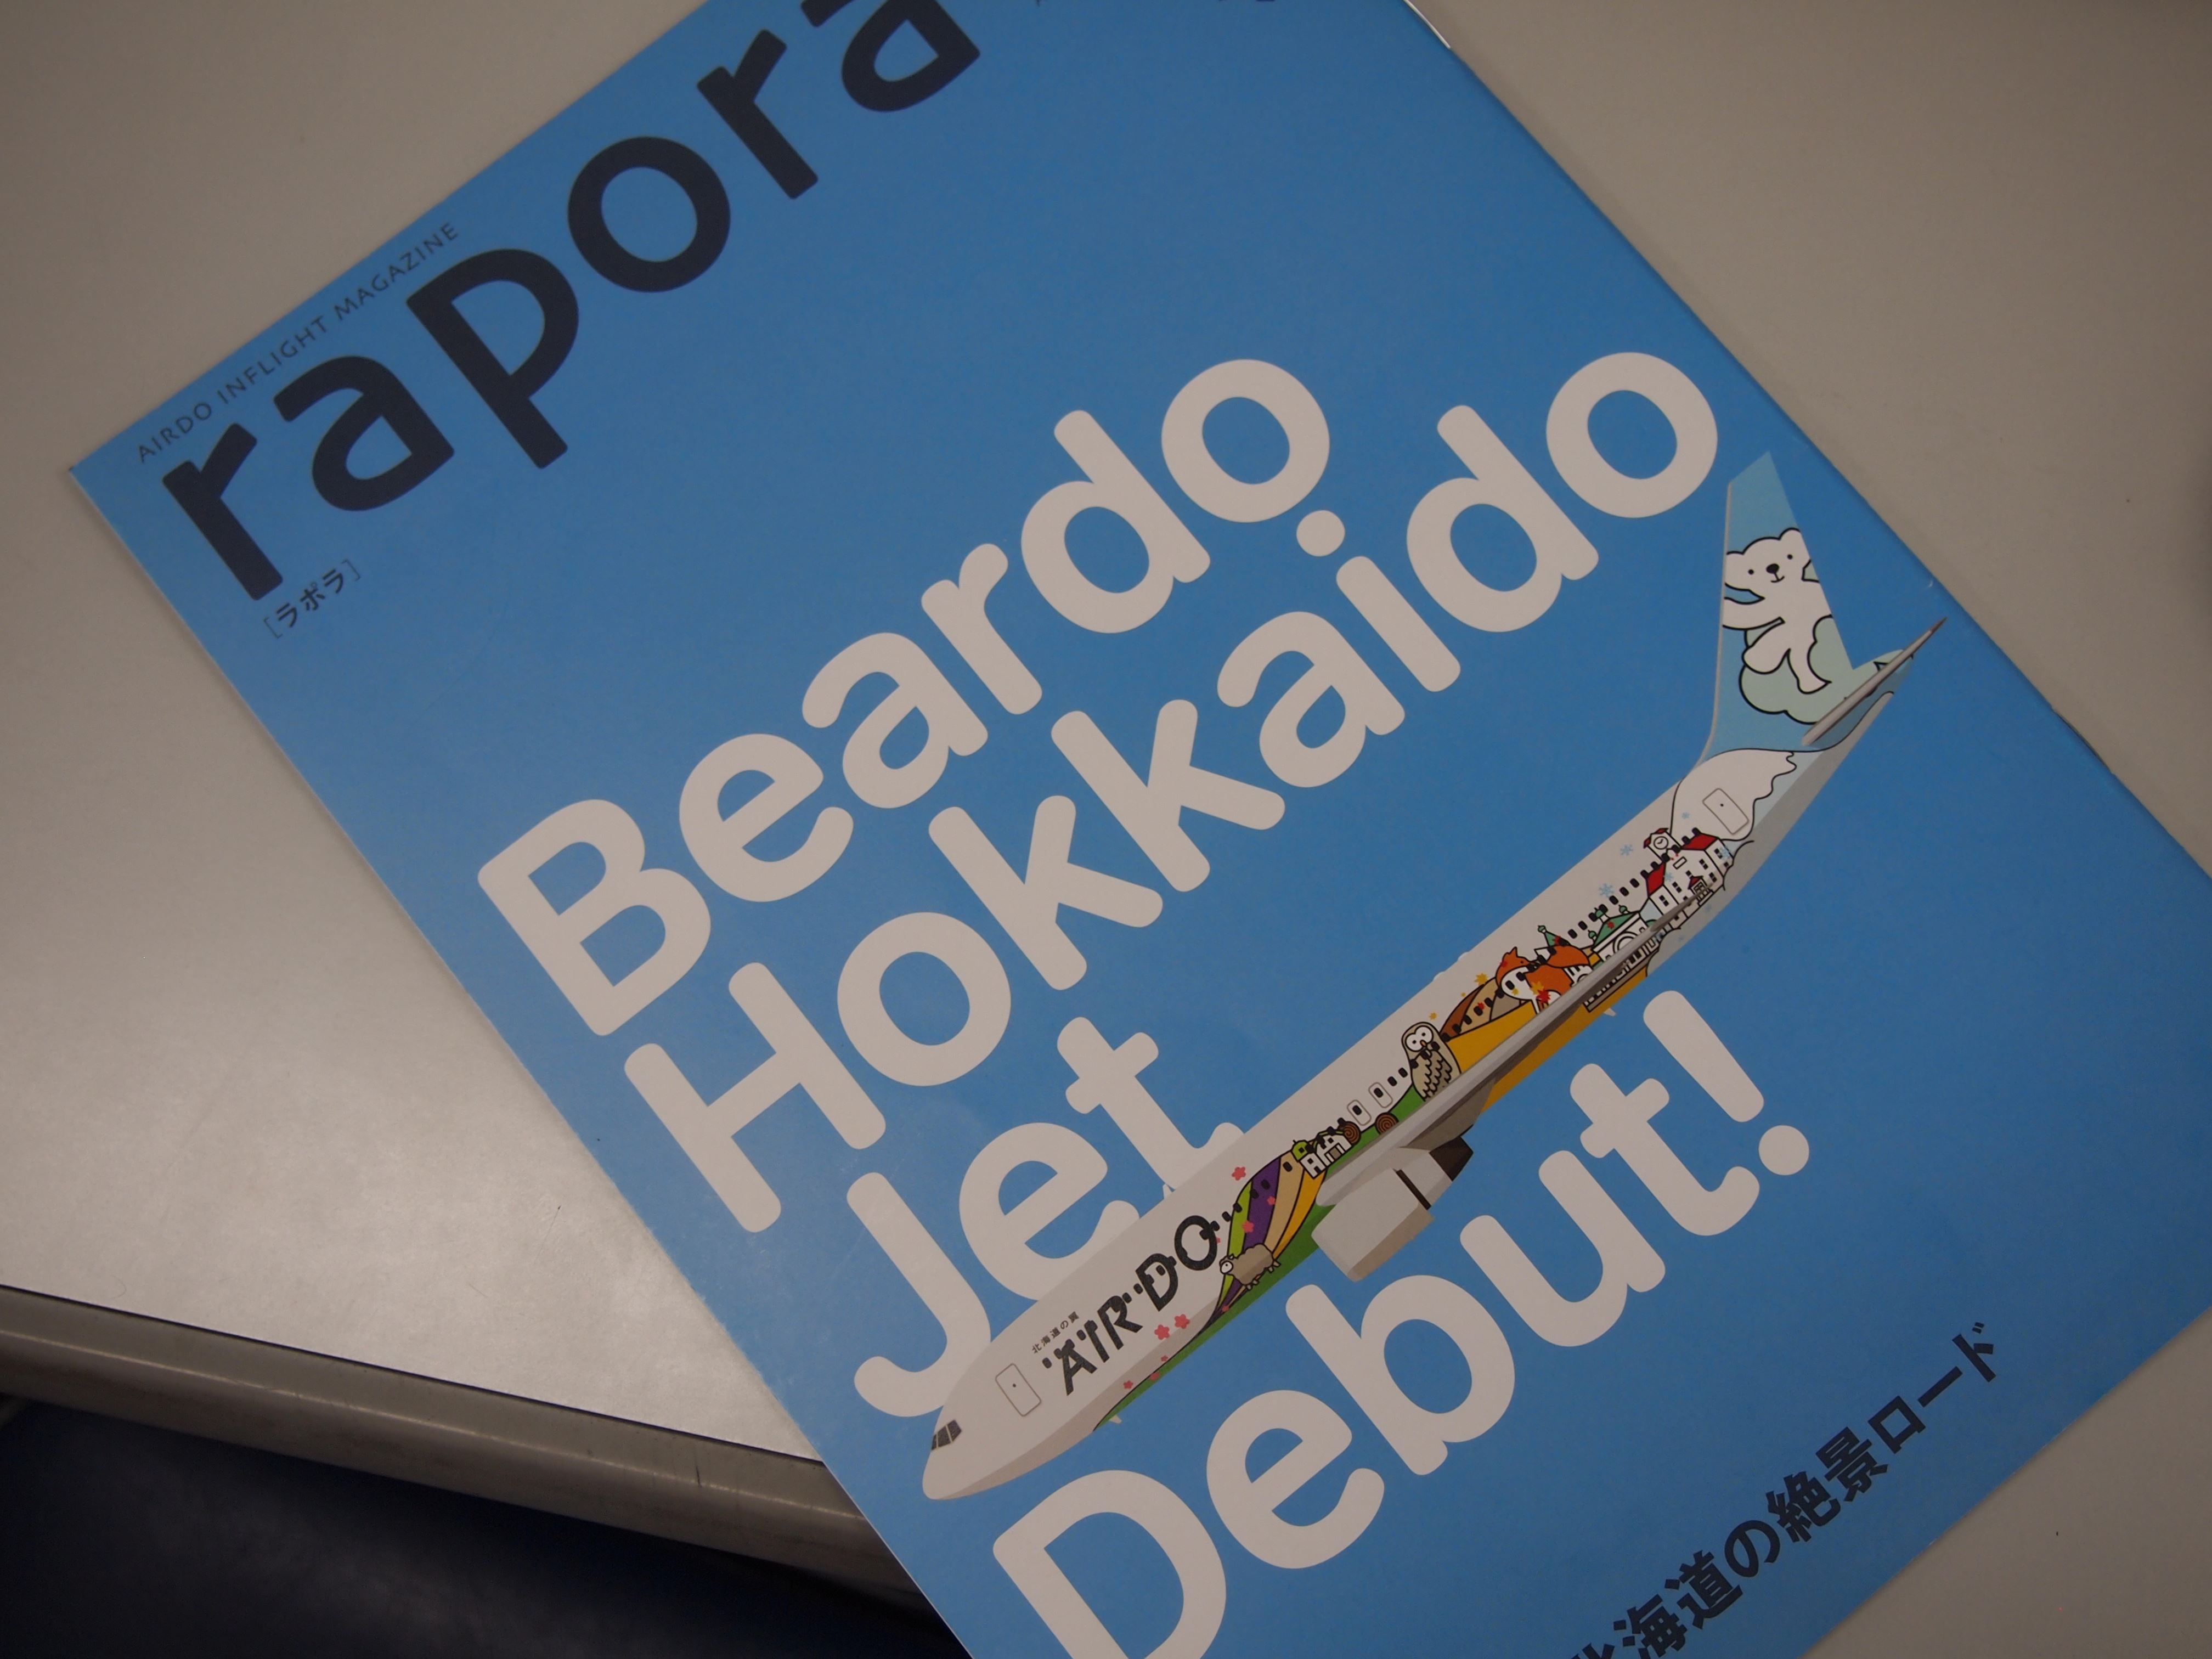 AIRDO INFLIGHT MAGAZINE
rapora
[ラポラ]
Beardo
Hokkaido
Jet
Debut!
北海道の翼
AIR DO
北海道の絶景ロード